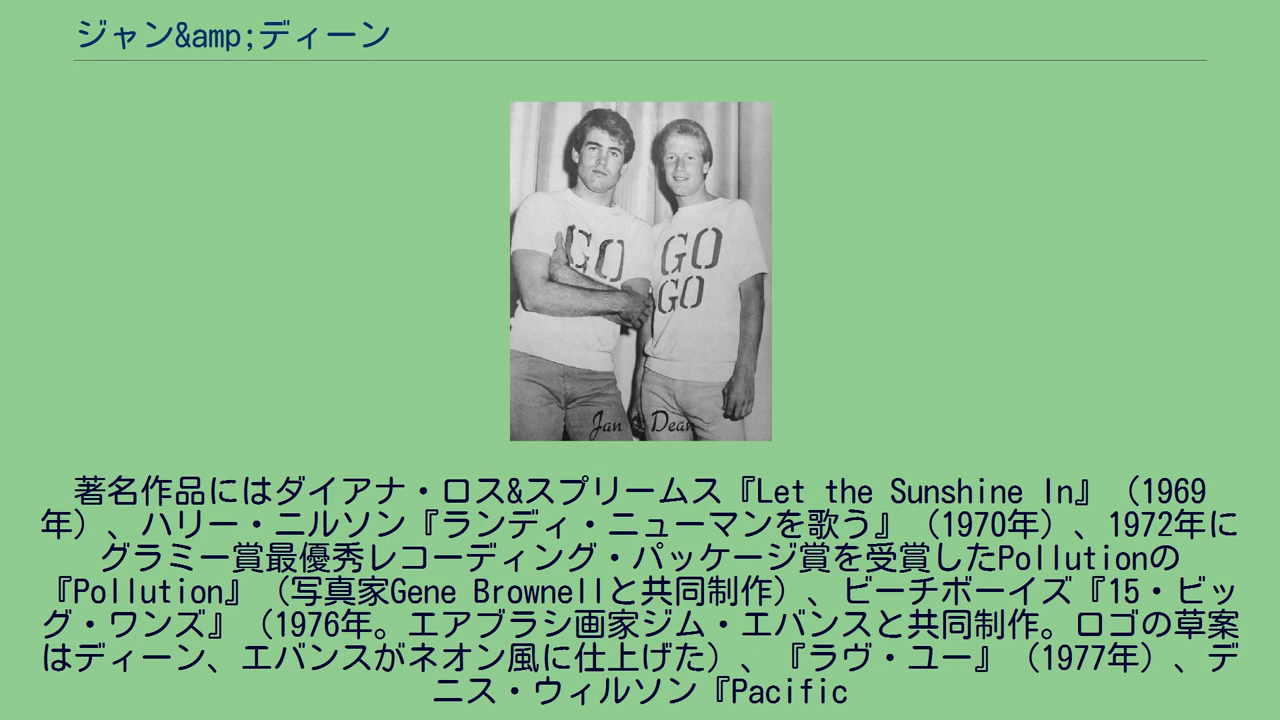 ジャン&amp;ディーン
GO
GO
GO
Jan & Dean
著名作品にはダイアナ・ロス&スプリームス『Let the Sunshine In』（1969
年）、ハリー・ニルソン『ランディ・ニューマンを歌う』（1970年）、1972年に
グラミー賞最優秀レコーディング・パッケージ賞を受賞したPollutionの
『Pollution』（写真家Gene Brownellと共同制作）、ビーチボーイズ『15・ビッ
グ・ワンズ』（1976年。エアブラシ画家ジム・エバンスと共同制作。ロゴの草案
はディーン、エバンスがネオン風に仕上げた）、『ラヴ・ユー』（1977年）、デ
ニス・ウィルソン『Pacific